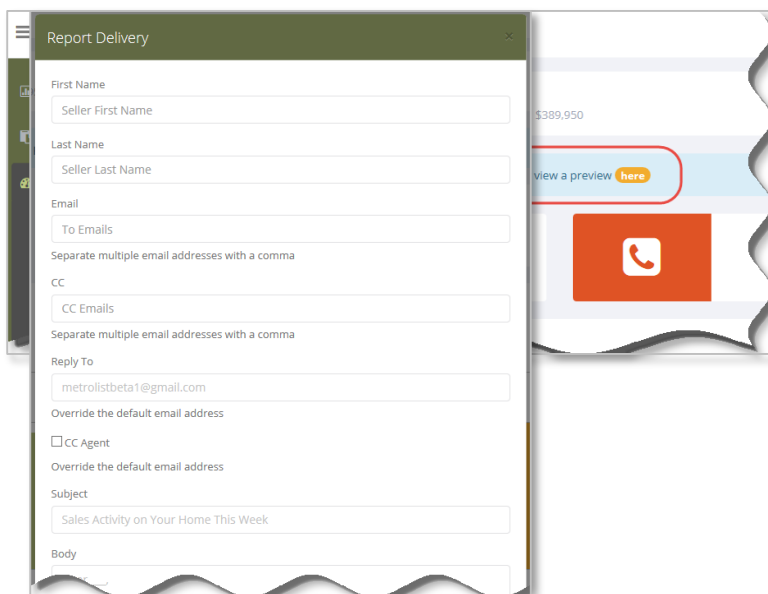 Report Delivery
×
First Name
Seller First Name
Last Name
Seller Last Name
Email
To Emails
Separate multiple email addresses with a comma
CC
CC Emails
Separate multiple email addresses with a comma
Reply To
metrolistbeta1@gmail.com
Override the default email address
CC Agent
Override the default email address
Subject
Sales Activity on Your Home This Week
Body
$389,950
view a preview here